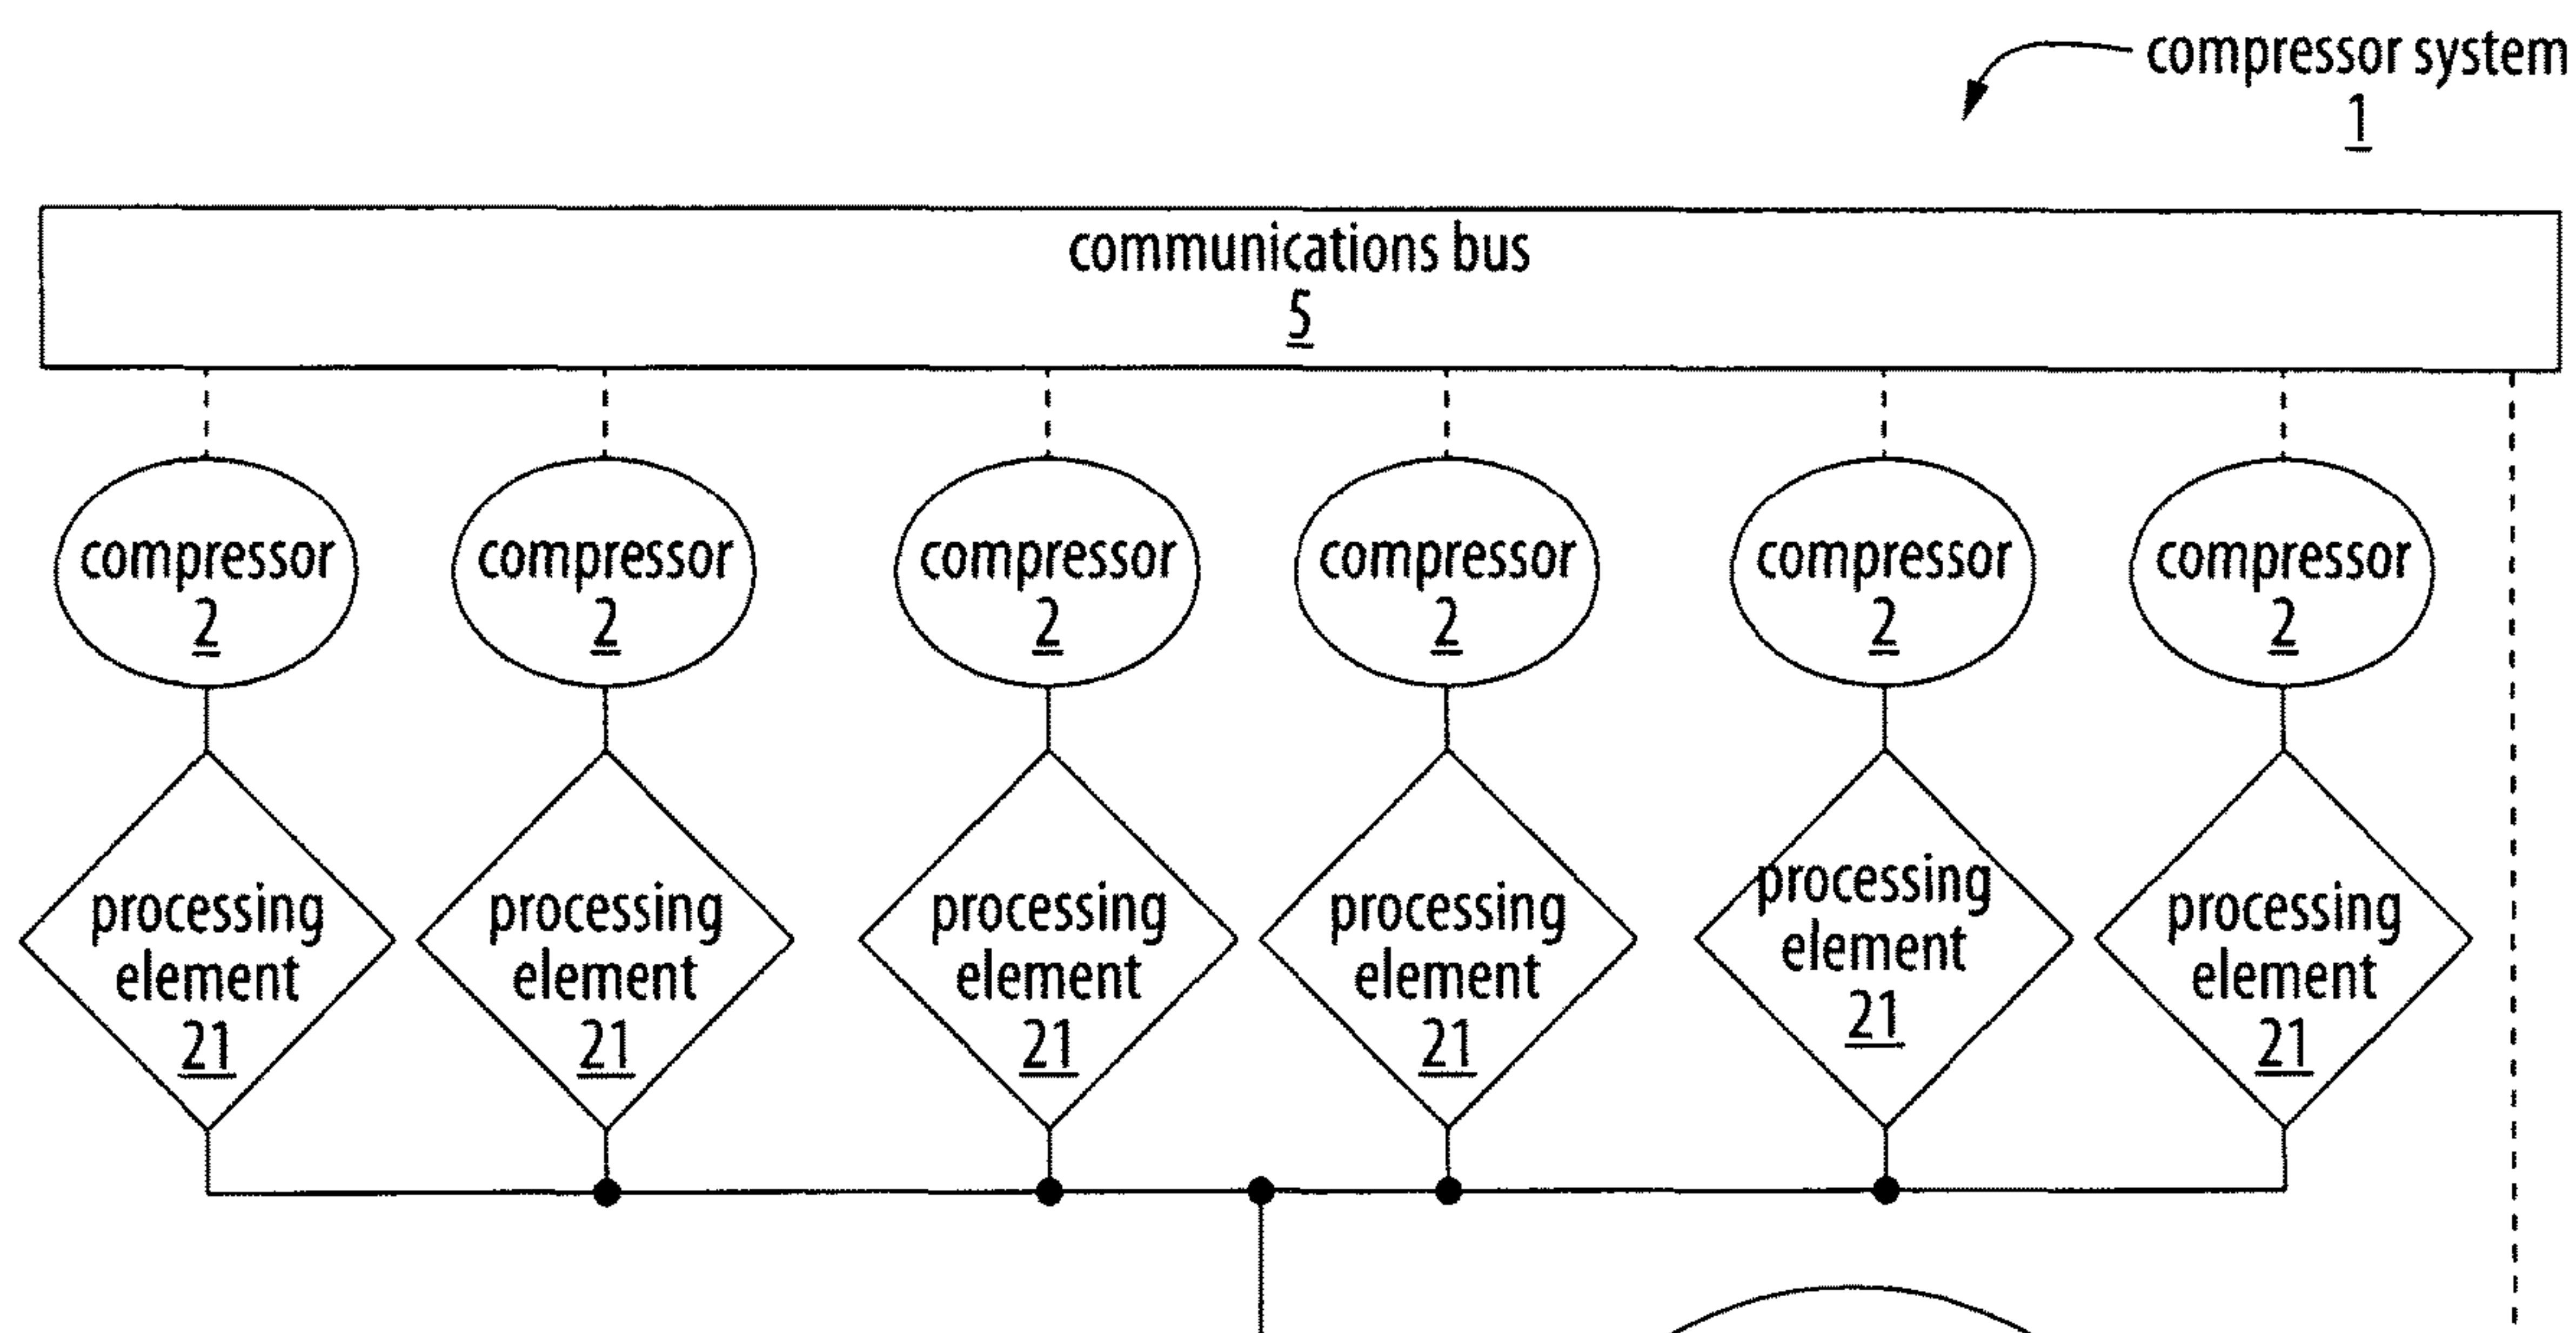 compressor system
1
communications bus
5
compressor
2
compressor
2
compressor
2
compressor
2
compressor
2
compressor
2
processing
element
21
processing
element
21
processing
element
21
processing
element
21
processing
element
21
processing
element
21